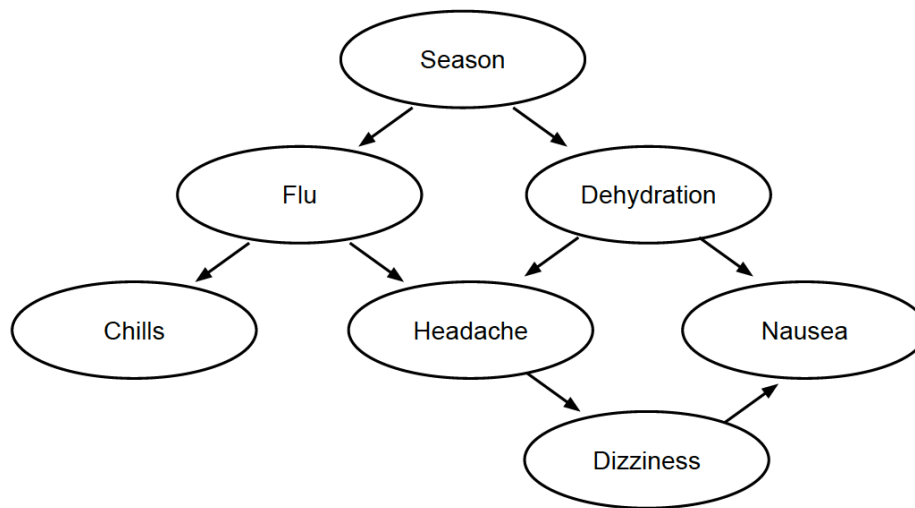 Season
Flu
Dehydration
Chills
Headache
Nausea
Dizziness